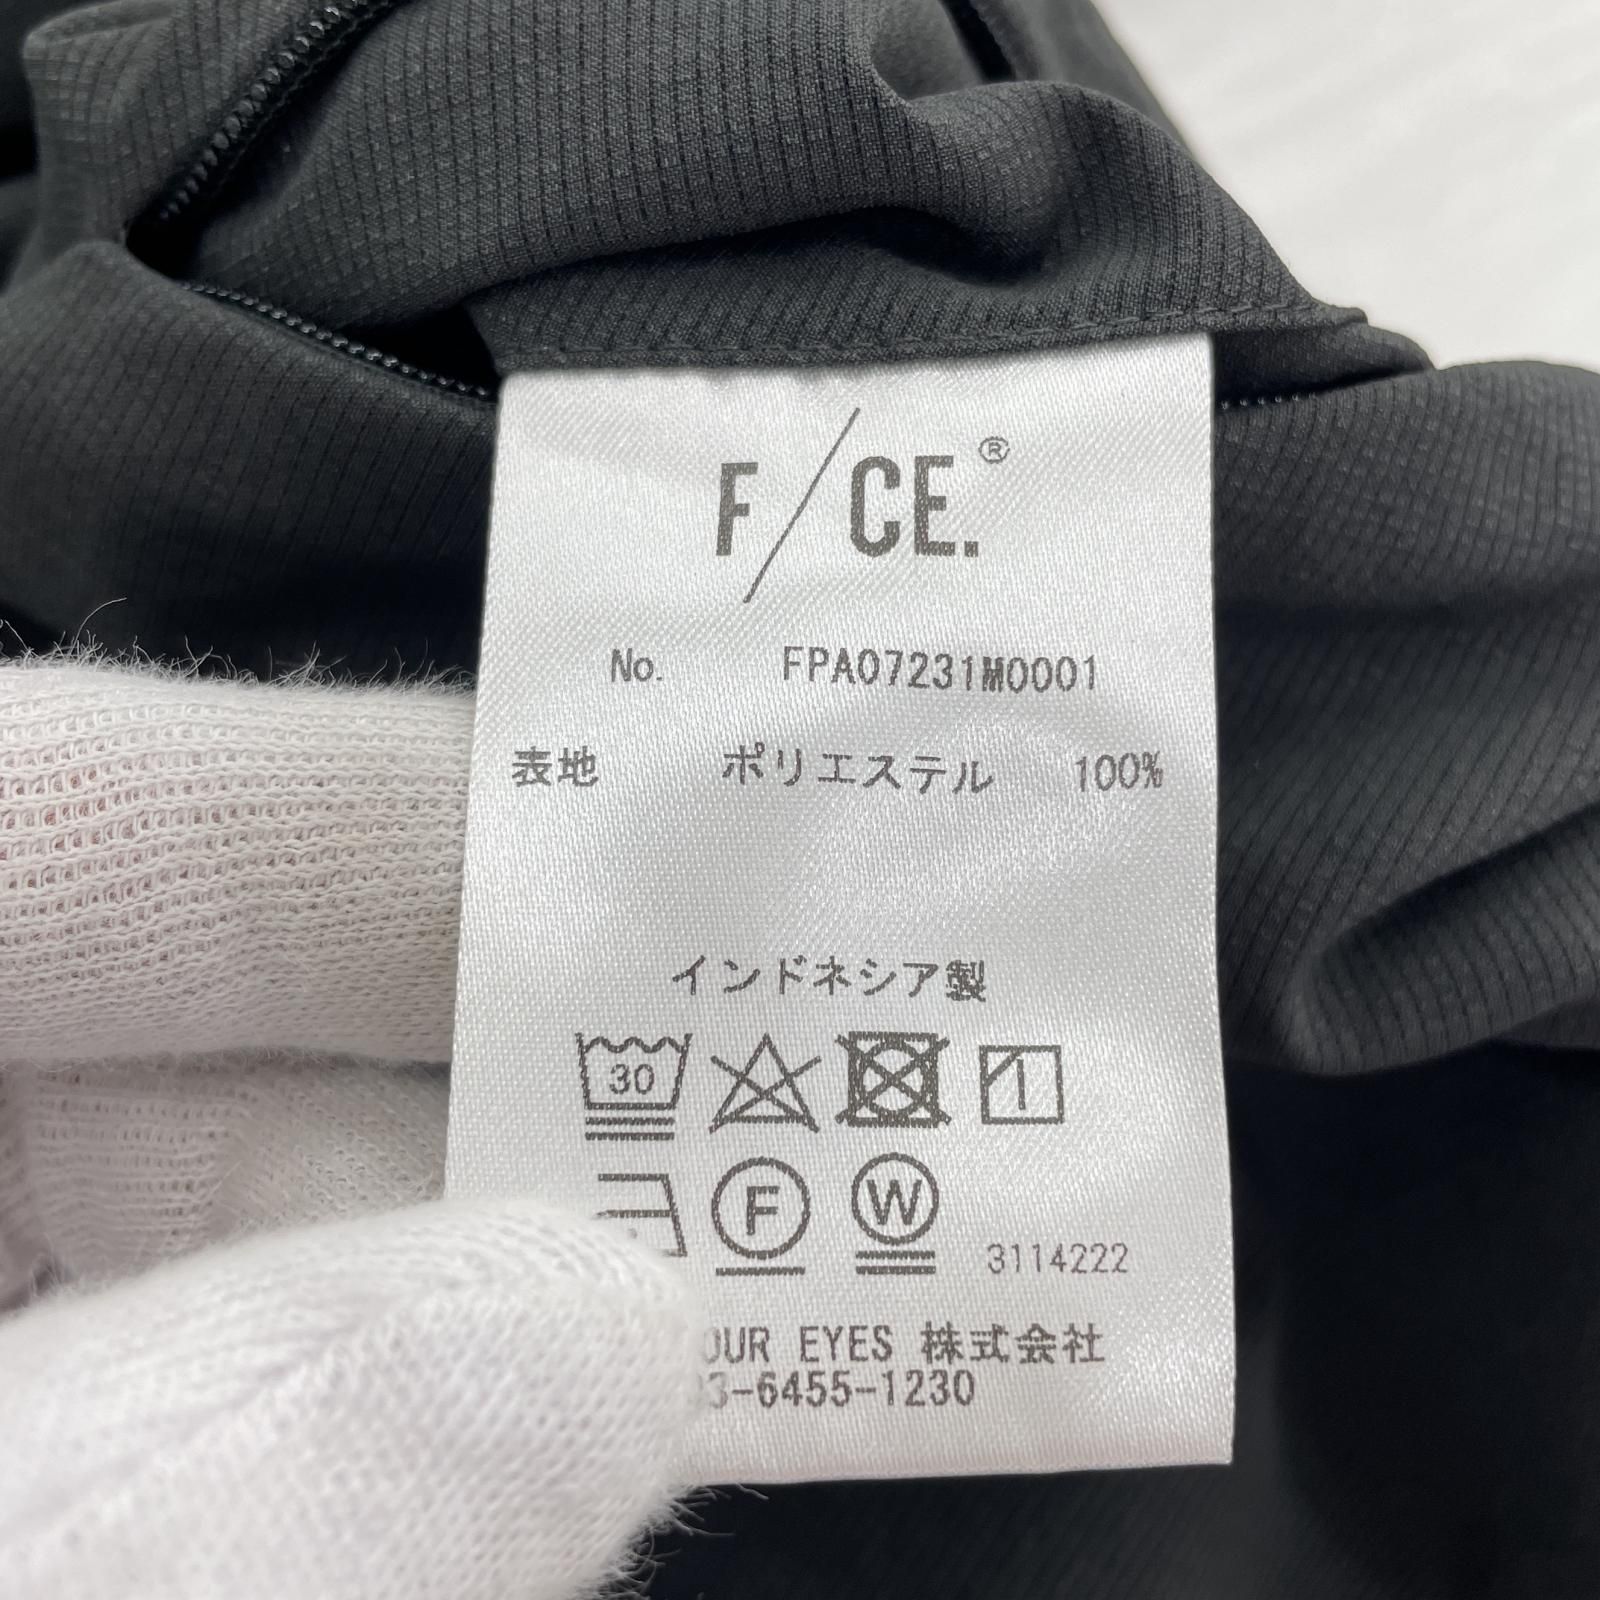 F/CE.®
No. FPA07231M0001
表地 ポリエステル 100%
インドネシア製
30
F W 3114222
EYES 株式会社
3-6455-1230